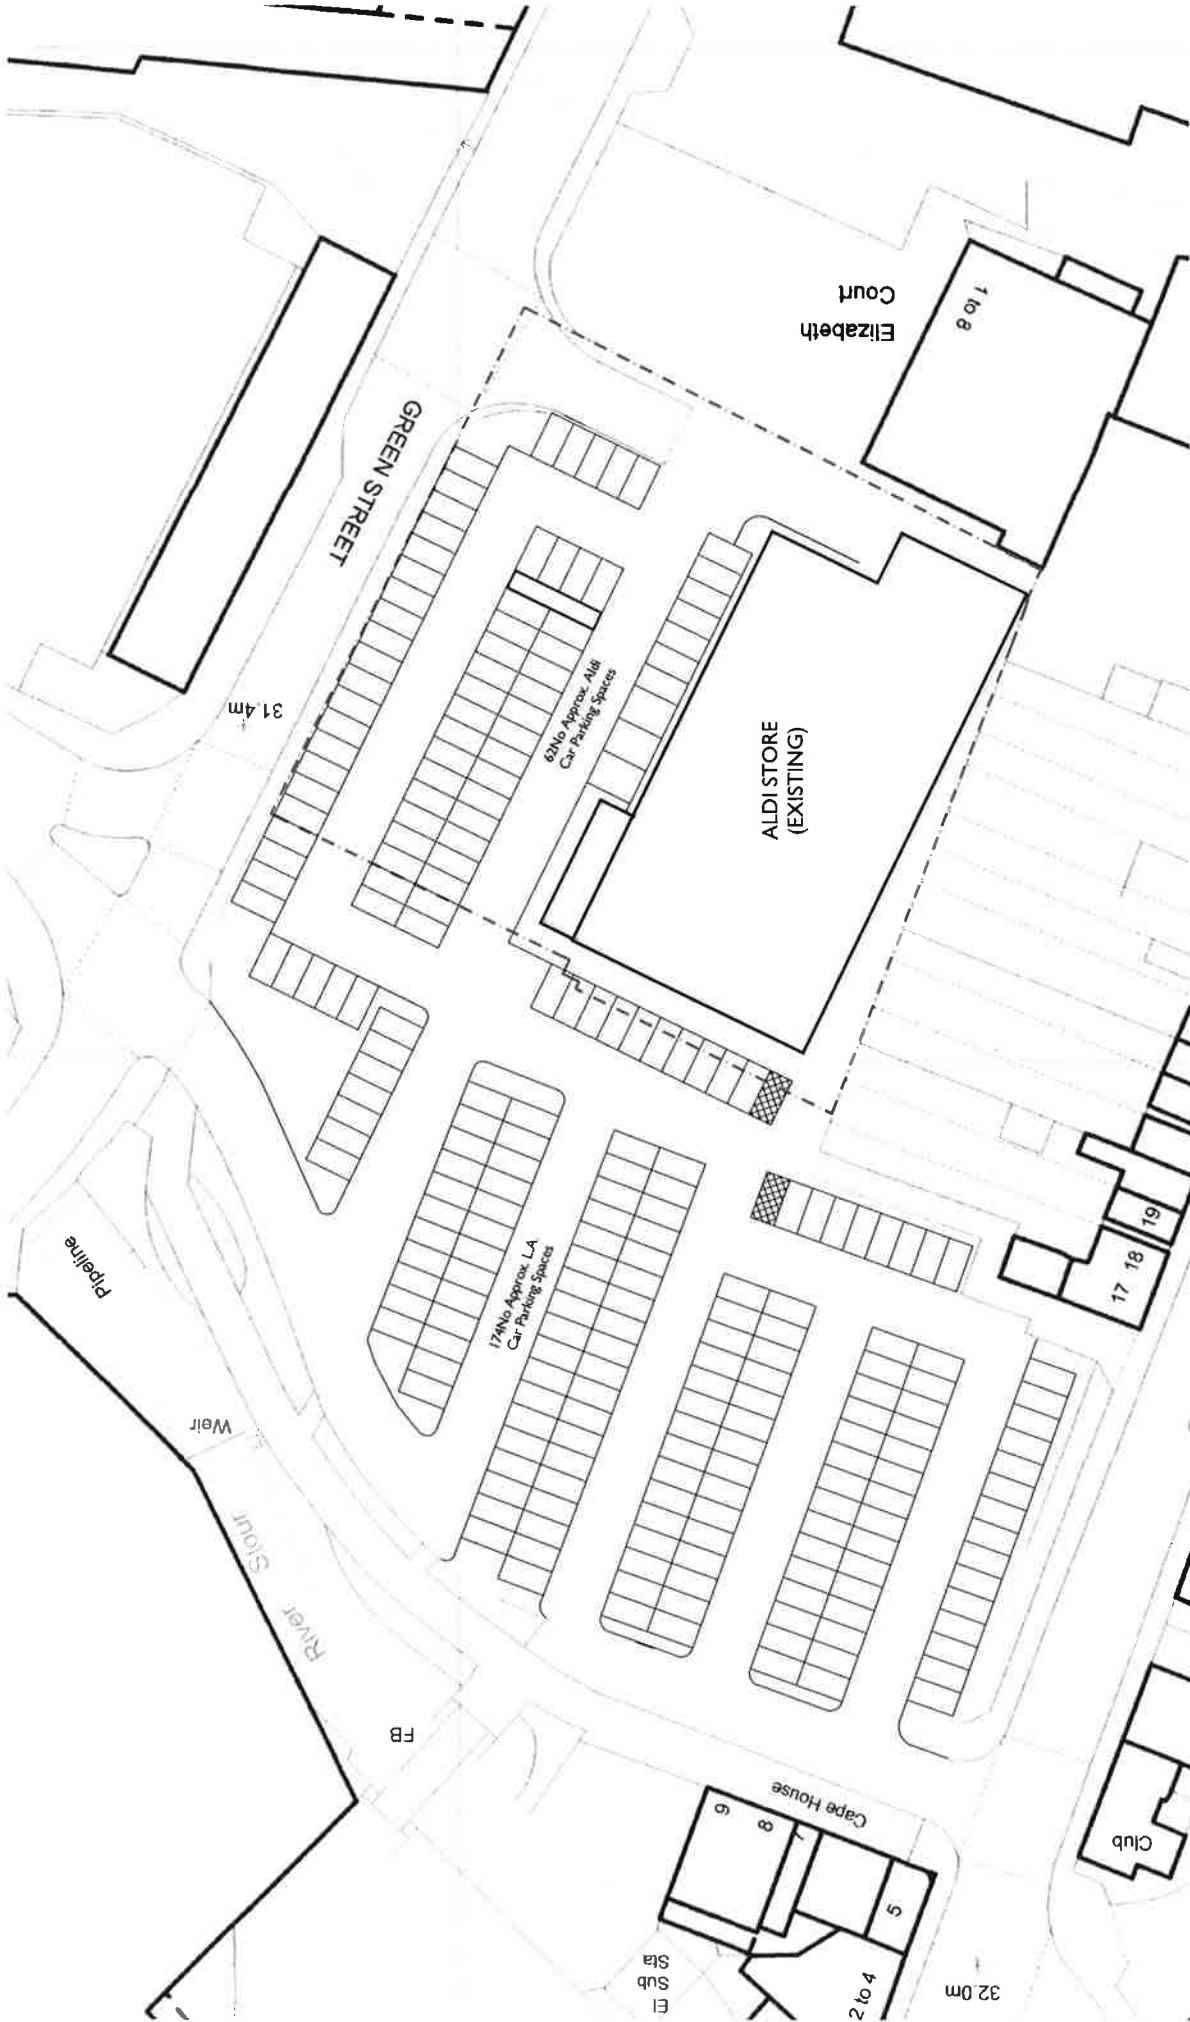 Elizabeth
Court
1 to 8
GREEN STREET
31.4m
62No Approx. Aldi
Car Parking Spaces
ALDI STORE
(EXISTING)
Pipeline
174No Approx. L.A
Car Parking Spaces
19
18
17
Weir
River Stour
FB
Cape House
9
8
7
5
2 to 4
Club
El
Sub
Sta
32.0m